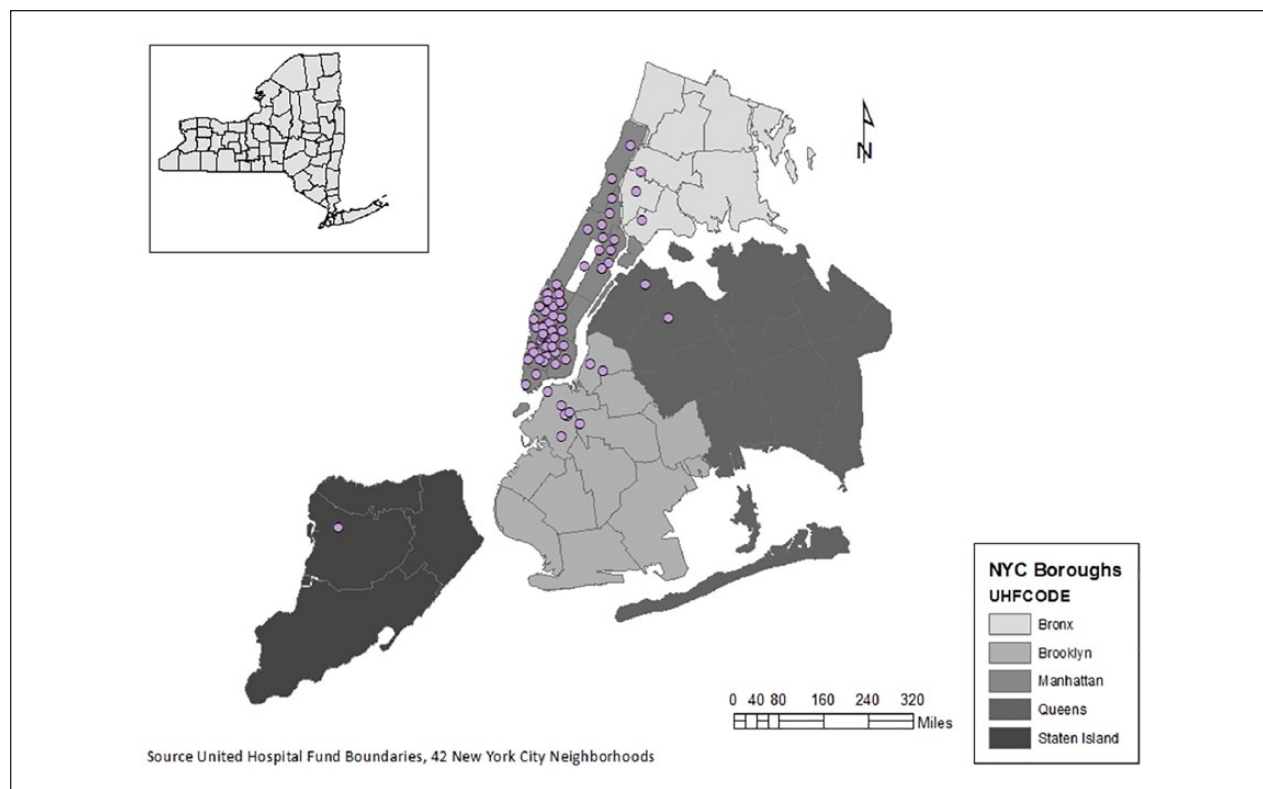 N
NYC Boroughs
UHFCODE
Bronx
Brooklyn
Manhattan
Queens
Staten Island
0 40 80 160 240 320
Miles
Source United Hospital Fund Boundaries, 42 New York City Neighborhoods